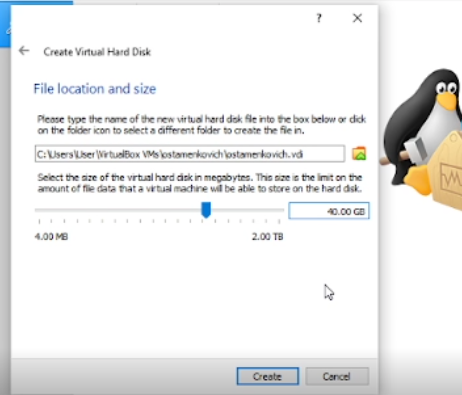 ?
Create Virtual Hard Disk
File location and size
Please type the name of the new virtual hard disk file into the box below or click
on the folder icon to select a different folder to create the file in.
C:\Users\User\VirtualBox VMs\ostamenkovich\ostamenkovich.vdi
Select the size of the virtual hard disk in megabytes. This size is the limit on the
amount of file data that a virtual machine will be able to store on the hard disk.
40.00 GB
4.00 MB 2.00 TB
Create Cancel